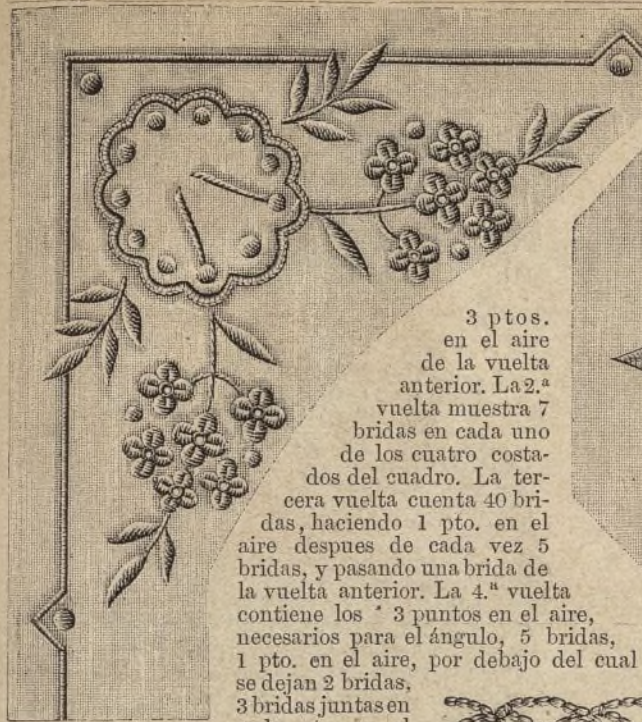 3 ptos.
en el aire
de la vuelta
anterior. La 2.ª
vuelta muestra 7
bridas en cada uno
de los cuatro costa-
dos del cuadro. La ter-
cera vuelta cuenta 40 bri-
das, haciendo 1 pto. en el
aire despues de cada vez 5
bridas, y pasando una brida de
la vuelta anterior. La 4.ª vuelta
contiene los * 3 puntos en el aire,
necesarios para el ángulo, 5 bridas,
1 pto. en el aire, por debajo del cual
se dejan 2 bridas,
3 bridas juntas en